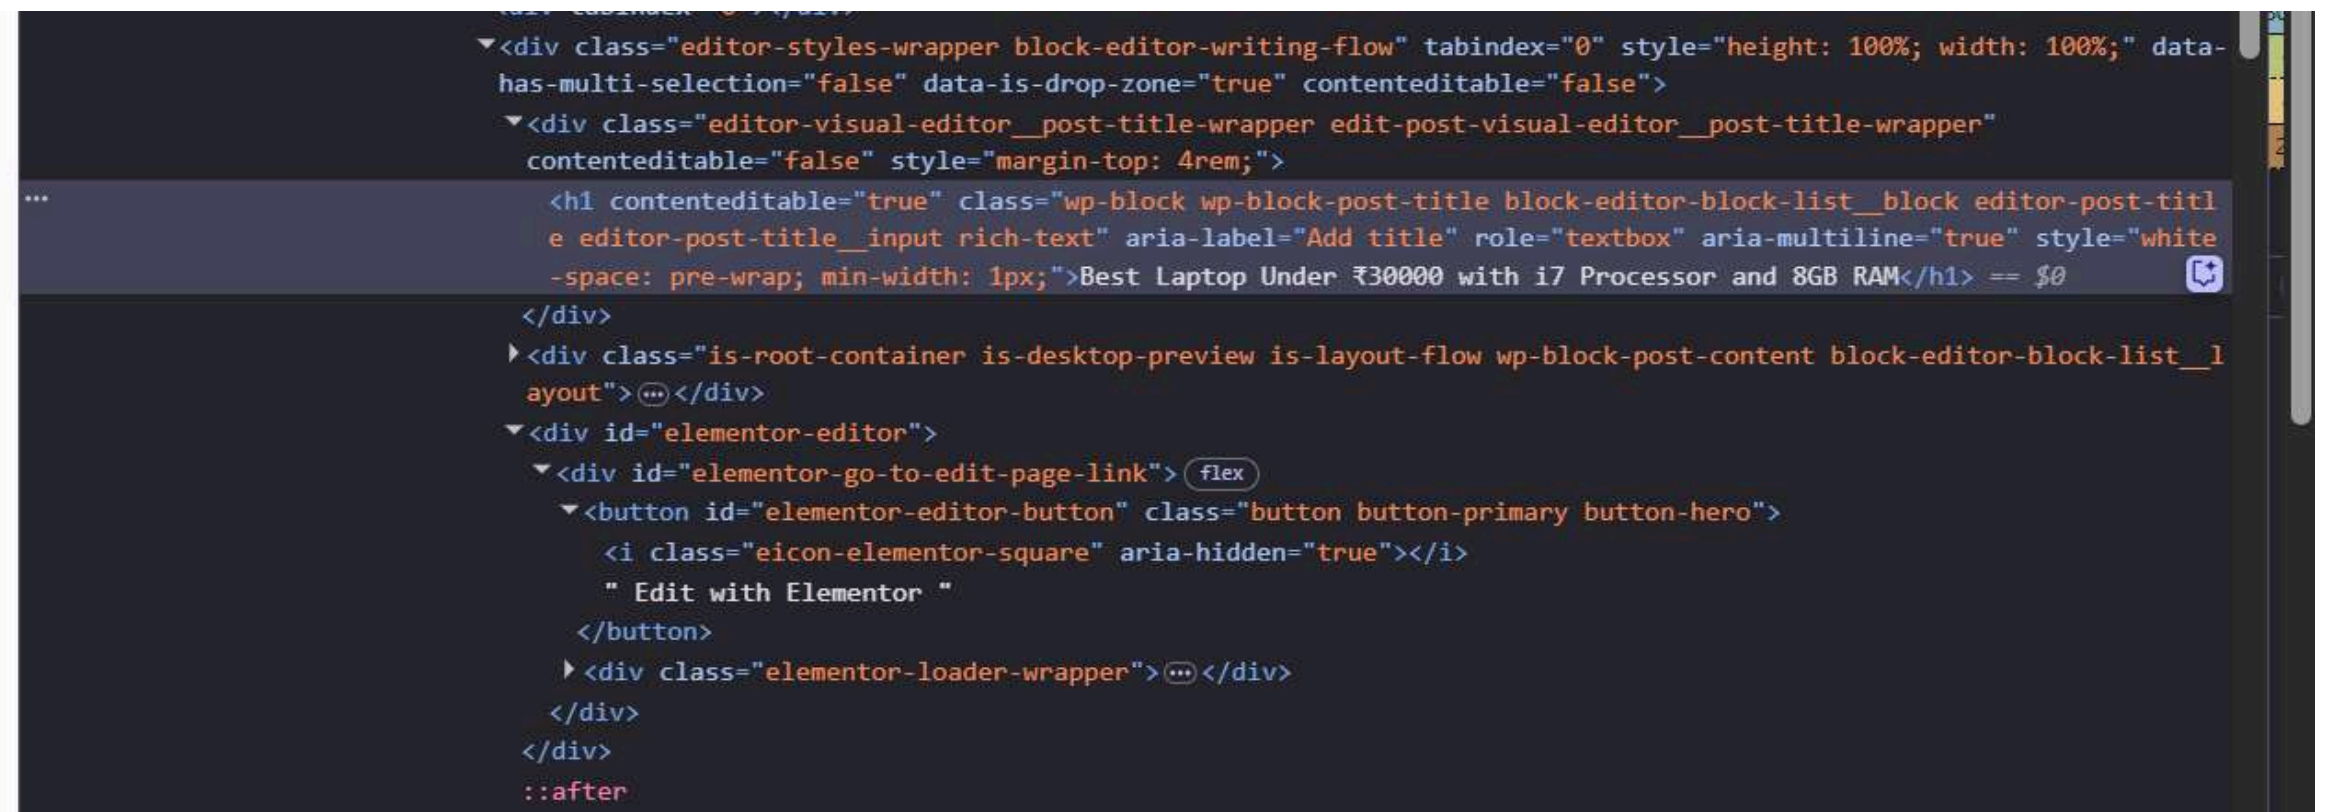 <div class="editor-styles-wrapper block-editor-writing-flow" tabindex="0" style="height: 100%; width: 100%;" data-
has-multi-selection="false" data-is-drop-zone="true" contenteditable="false">
<div class="editor-visual-editor__post-title-wrapper edit-post-visual-editor__post-title-wrapper"
contenteditable="false" style="margin-top: 4rem;">
<h1 contenteditable="true" class="wp-block wp-block-post-title block-editor-block-list__block editor-post-titl
e editor-post-title__input rich-text" aria-label="Add title" role="textbox" aria-multiline="true" style="white
-space: pre-wrap; min-width: 1px;">Best Laptop Under ₹30000 with i7 Processor and 8GB RAM</h1> == $0
</div>
<div class="is-root-container is-desktop-preview is-layout-flow wp-block-post-content block-editor-block-list__l
ayout">…</div>
<div id="elementor-editor">
<div id="elementor-go-to-edit-page-link"> flex
<button id="elementor-editor-button" class="button button-primary button-hero">
<i class="eicon-elementor-square" aria-hidden="true"></i>
" Edit with Elementor "
</button>
<div class="elementor-loader-wrapper">…</div>
</div>
</div>
::after